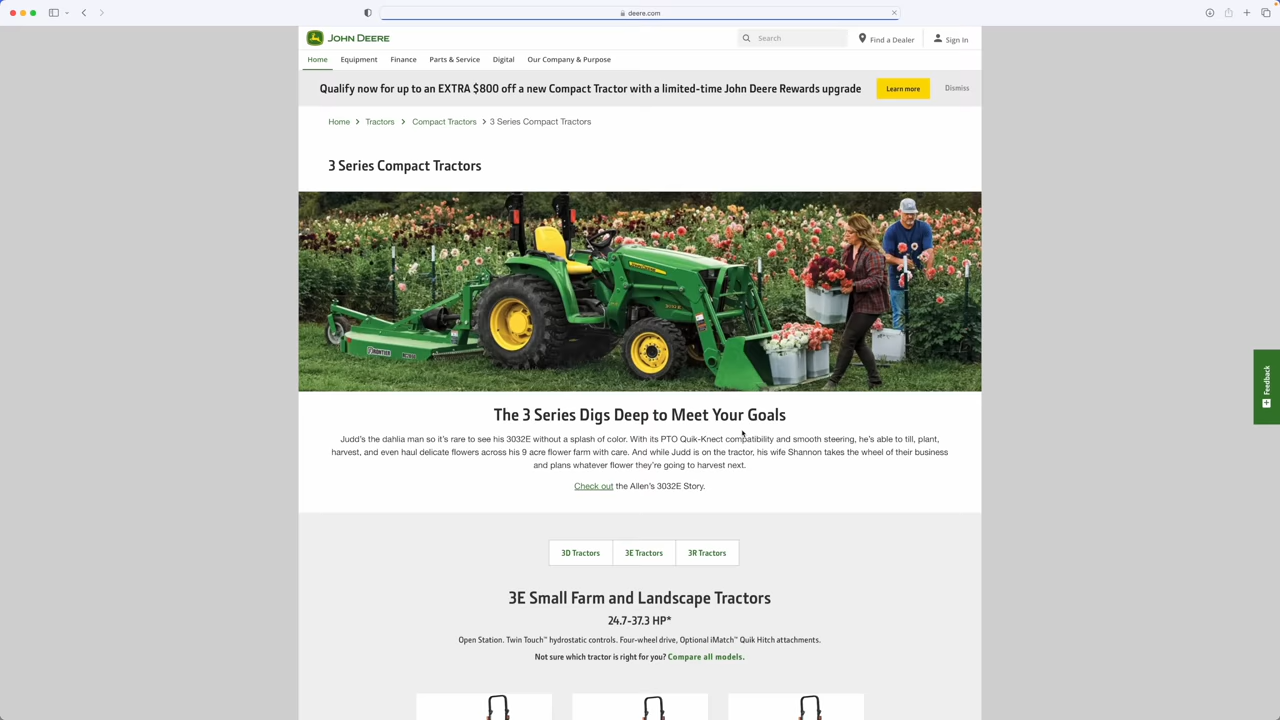 deere.com
JOHN DEERE
Search
Find a Dealer
Sign In
Home Equipment Finance Parts & Service Digital Our Company & Purpose
Qualify now for up to an EXTRA $800 off a new Compact Tractor with a limited-time John Deere Rewards upgrade
Learn more
Dismiss
Home > Tractors > Compact Tractors > 3 Series Compact Tractors
3 Series Compact Tractors
FRONTIER
The 3 Series Digs Deep to Meet Your Goals
Judd's the dahlia man so it's rare to see his 3032E without a splash of color. With its PTO Quik-Knect compatibility and smooth steering, he's able to till, plant,
harvest, and even haul delicate flowers across his 9 acre flower farm with care. And while Judd is on the tractor, his wife Shannon takes the wheel of their business
and plans whatever flower they're going to harvest next.
Check out the Allen's 3032E Story.
Feedback
3D Tractors 3E Tractors 3R Tractors
3E Small Farm and Landscape Tractors
24.7-37.3 HP*
Open Station. Twin Touch™ hydrostatic controls. Four-wheel drive, Optional iMatch™ Quik Hitch attachments.
Not sure which tractor is right for you? Compare all models.